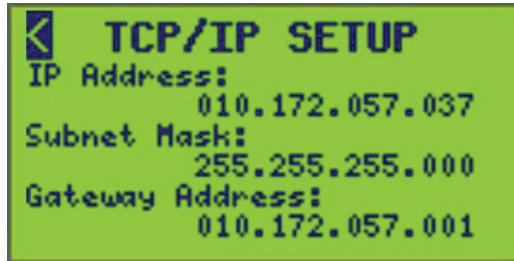 < TCP/IP SETUP
IP Address:
010.172.057.037
Subnet Mask:
255.255.255.000
Gateway Address:
010.172.057.001